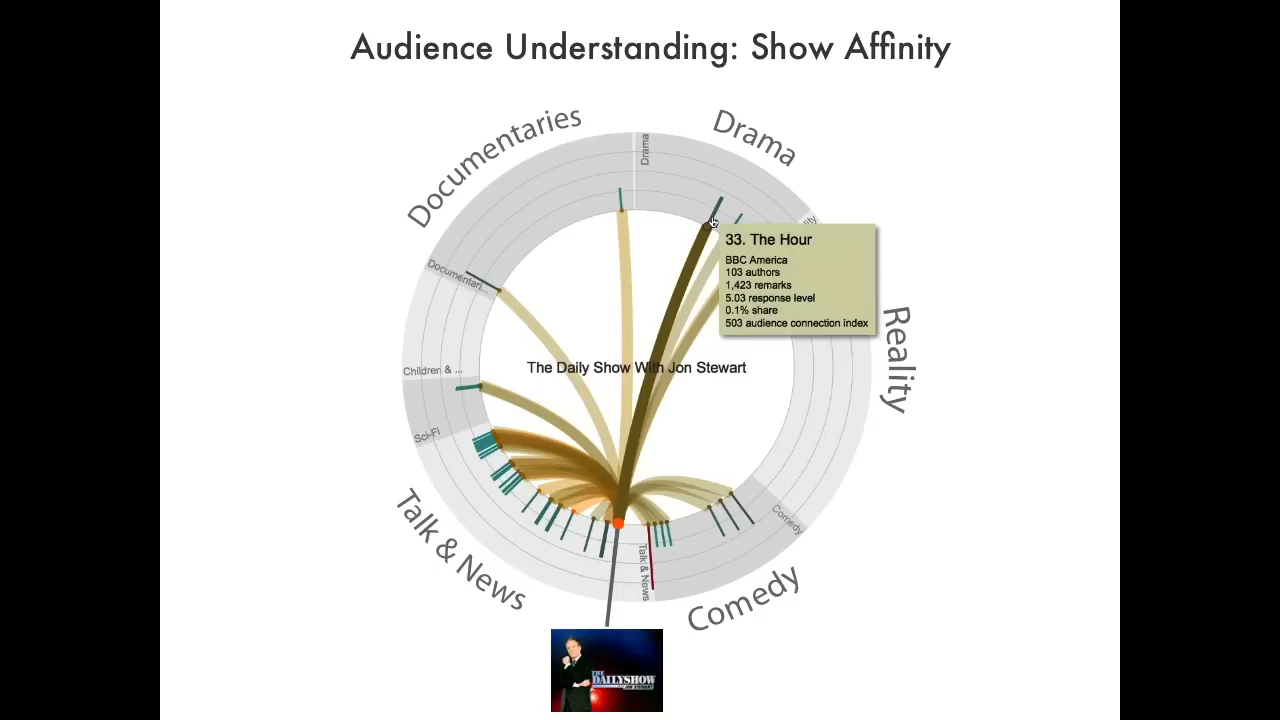 Audience Understanding: Show Affinity
Documentaries
Drama
Drama
33. The Hour
BBC America
103 authors
1,423 remarks
5.03 response level
0.1% share
503 audience connection index
Documentari...
Reality
The Daily Show With Jon Stewart
Children & ...
Sci-Fi
Talk & News
Comedy
Talk & News
Comedy
THE
DAILYSHOW